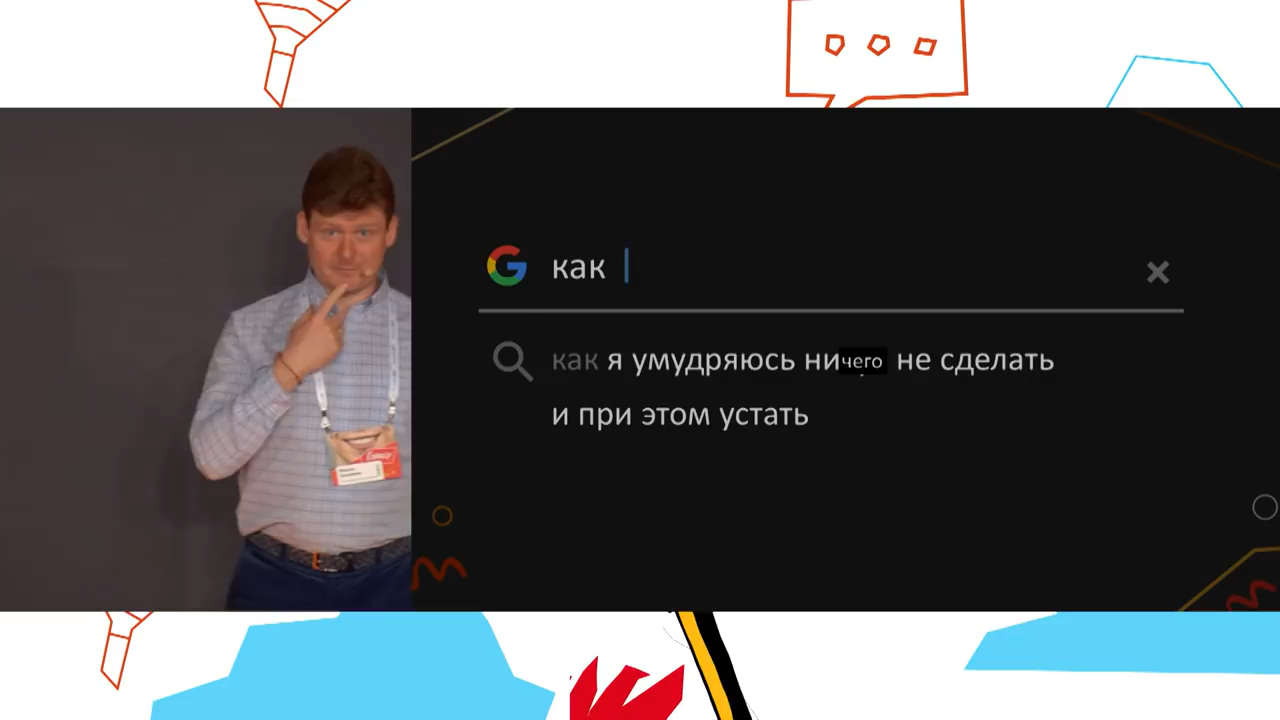 как
как я умудряюсь ничего не сделать
и при этом устать